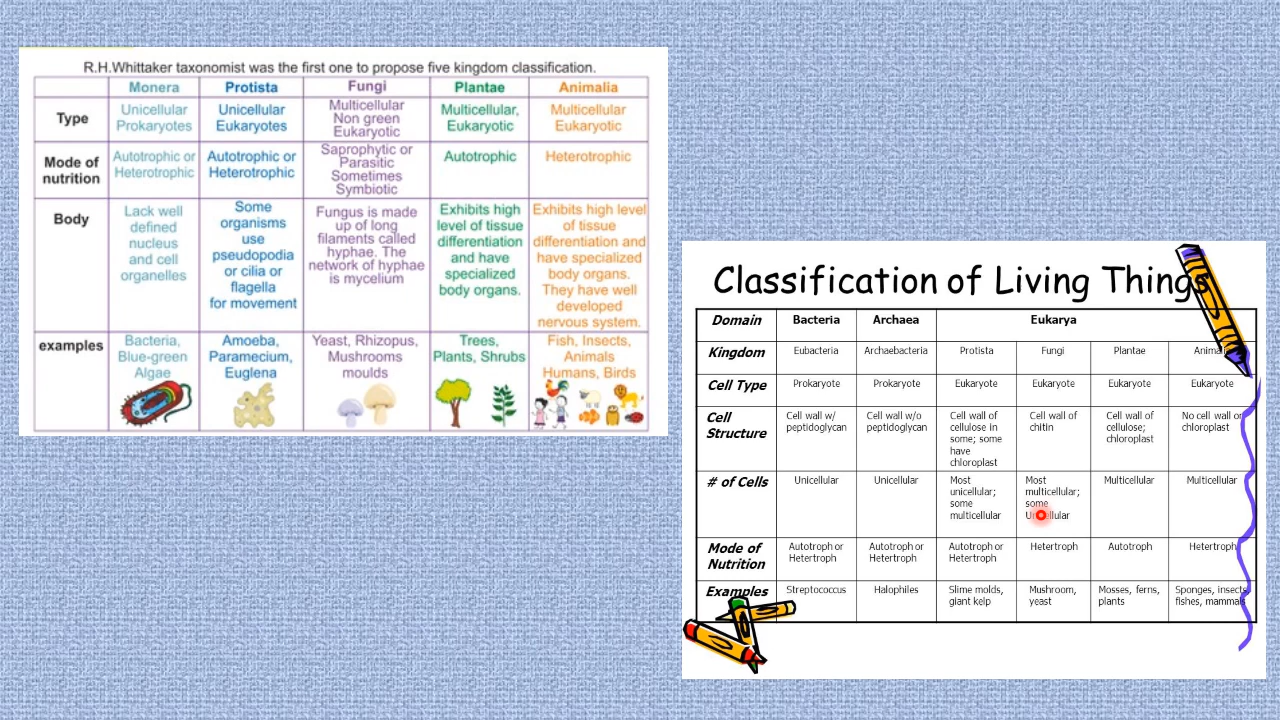 R.H.Whittaker taxonomist was the first one to propose five kingdom classification.
Monera Protista Fungi Plantae Animalia
Type
Unicellular
Prokaryotes
Unicellular
Eukaryotes
Multicellular
Non green
Eukaryotic
Multicellular,
Eukaryotic
Multicellular
Eukaryotic
Mode of
nutrition
Autotrophic or
Heterotrophic
Autotrophic or
Heterotrophic
Saprophytic or
Parasitic
Sometimes
Symbiotic
Autotrophic
Heterotrophic
Body
Lack well
defined
nucleus
and cell
organelles
Some
organisms
use
pseudopodia
or cilia or
flagella
for movement
Fungus is made
up of long
filaments called
hyphae. The
network of hyphae
is mycelium
Exhibits high
level of tissue
differentiation
and have
specialized
body organs.
Exhibits high level
of tissue
differentiation and
have specialized
body organs.
They have well
developed
nervous system.
examples
Bacteria,
Blue-green
Algae
Amoeba,
Paramecium,
Euglena
Yeast, Rhizopus,
Mushrooms
moulds
Trees,
Plants, Shrubs
Fish, Insects,
Animals
Humans, Birds
Classification of Living Things
Domain Bacteria Archaea Eukarya
Kingdom Eubacteria Archaebacteria Protista Fungi Plantae
Cell Type Prokaryote Prokaryote Eukaryote Eukaryote Eukaryote Eukaryote
Cell
Structure
Cell wall w/
peptidoglycan
Cell wall w/o
peptidoglycan
Cell wall of
cellulose in
some; some
have
chloroplast
Cell wall of
chitin
Cell wall of
cellulose;
chloroplast
No cell wall or
chloroplast
# of Cells
Unicellular
Unicellular
Most
unicellular;
some
multicellular
Most
multicellular;
some
Multicellular
Multicellular
Mode of
Nutrition
Autotroph or
Hetertroph
Autotroph or
Hetertroph
Autotroph or
Hetertroph
Hetertroph
Autotroph
Hetertroph
Examples
Streptococcus
Halophiles
Slime molds,
giant kelp
Mushroom,
yeast
Mosses, ferns,
plants
Sponges, insects,
fishes, mammals